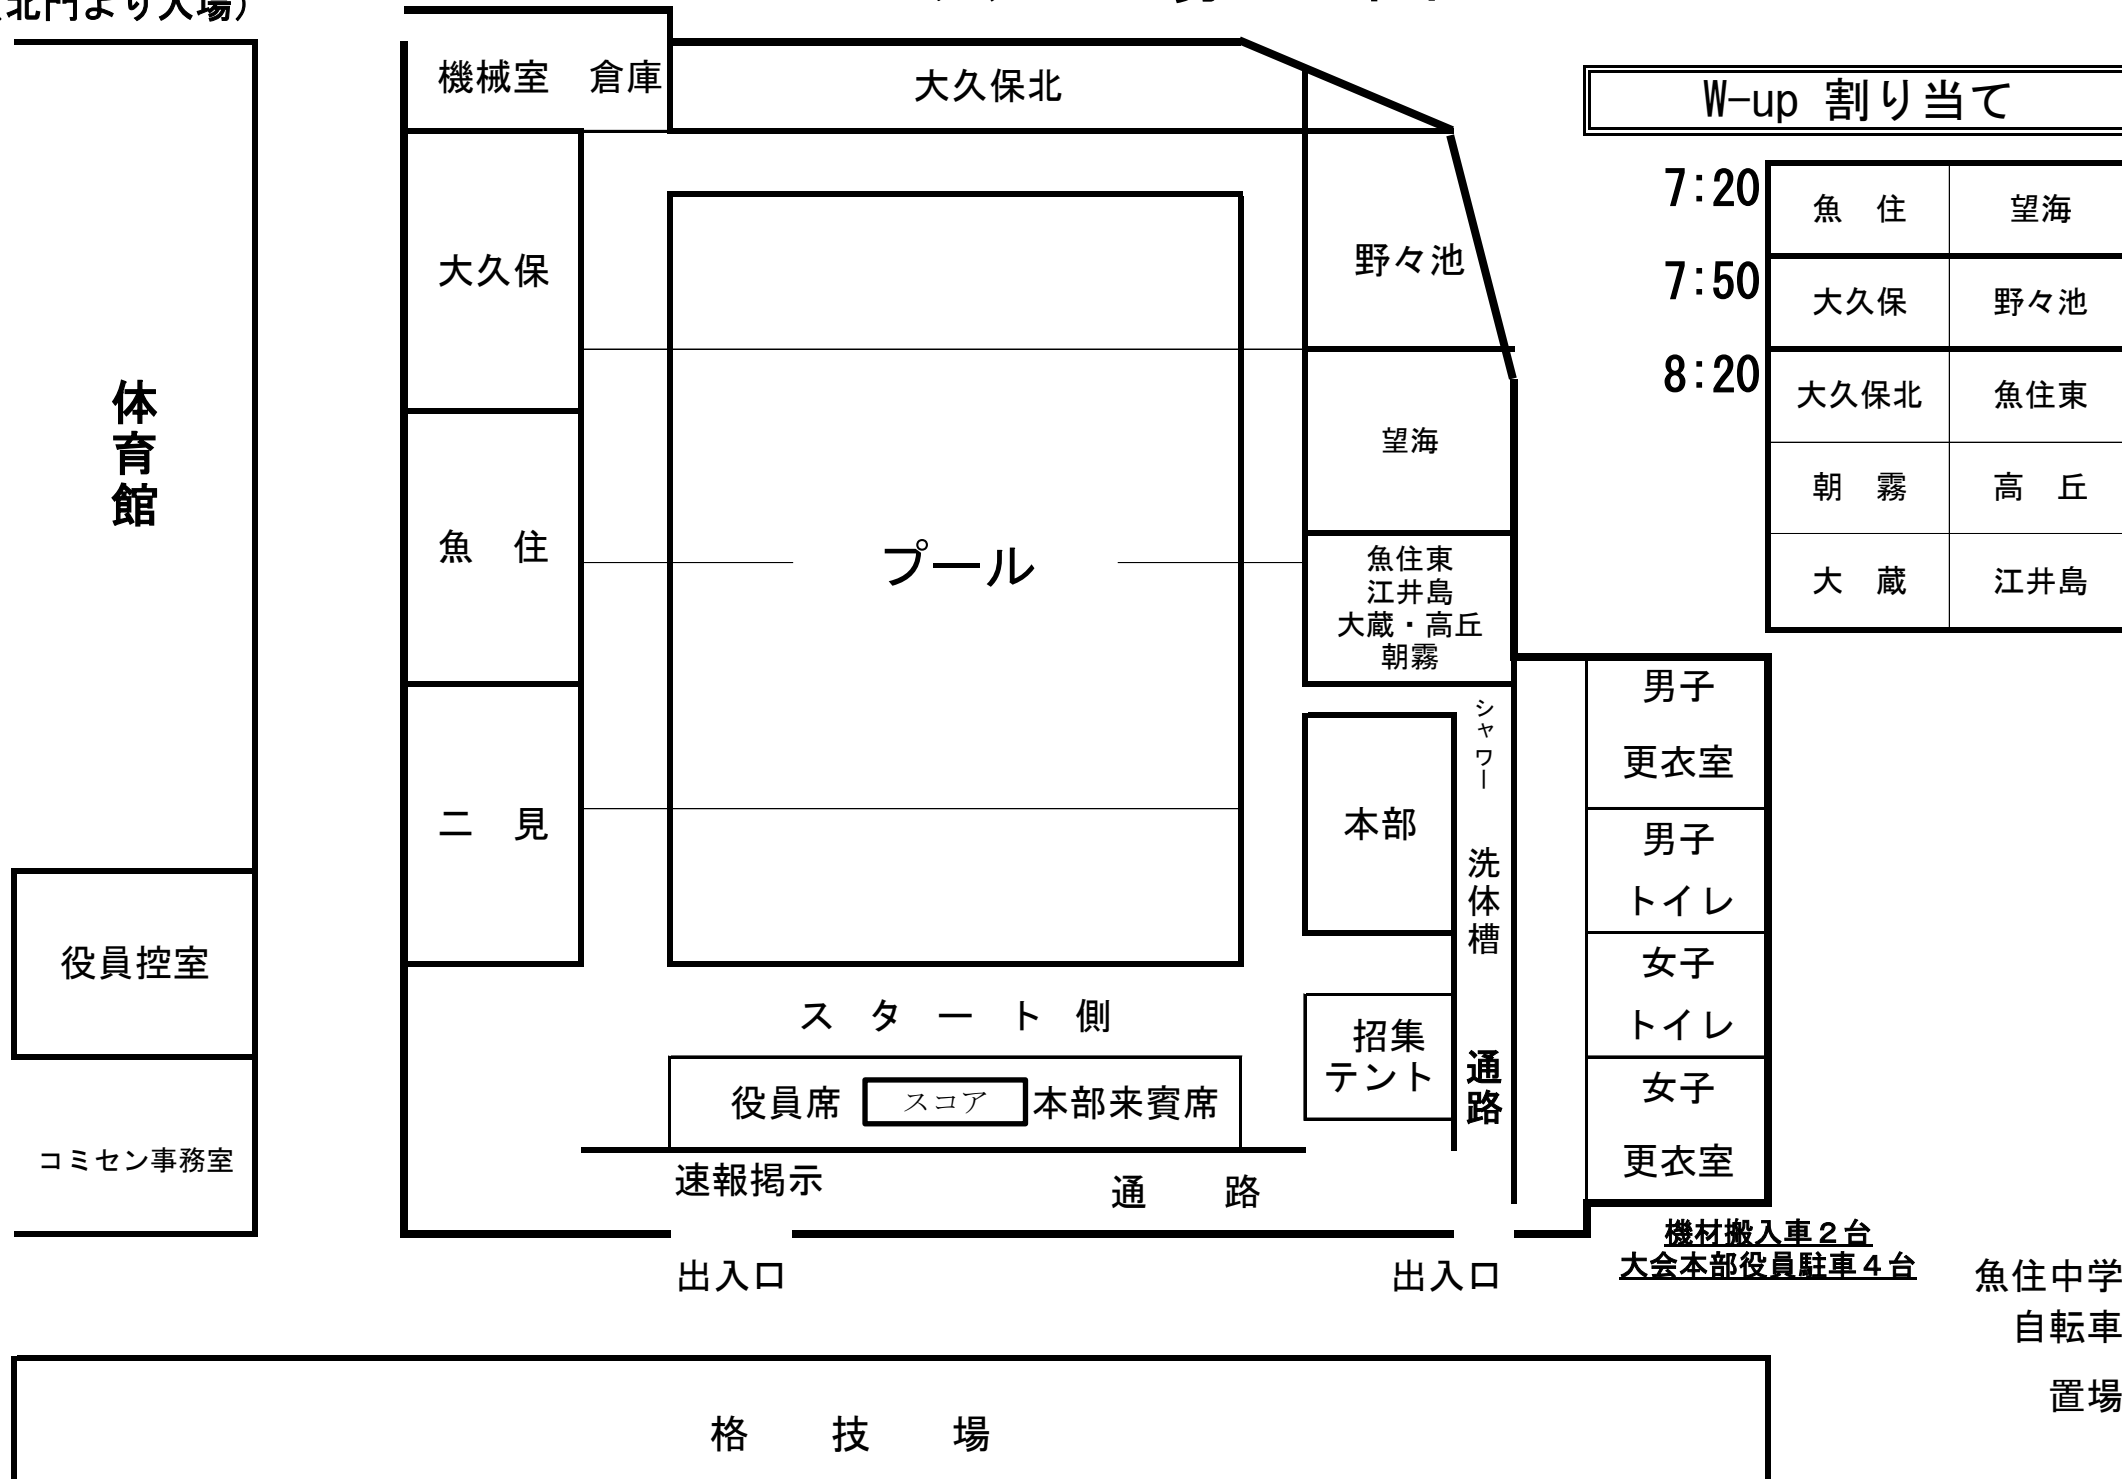 北門より入場）
機械室　倉庫
大久保北
W-up 割り当て
7:20
魚　住
望海
7:50
大久保
野々池
8:20
大久保北
魚住東
朝　霧
高　丘
大　蔵
江井島
大久保
魚　住
二　見
プール
野々池
望海
魚住東
江井島
大蔵・高丘
朝霧
体育館
役員控室
コミセン事務室
本部
シャワー
洗体槽
通路
招集
テント
男子
更衣室
男子
トイレ
女子
トイレ
女子
更衣室
スタート側
役員席
スコア
本部来賓席
速報掲示
通　　路
出入口
出入口
機材搬入車２台
大会本部役員駐車４台
魚住中学
自転車
置場
格　　技　　場